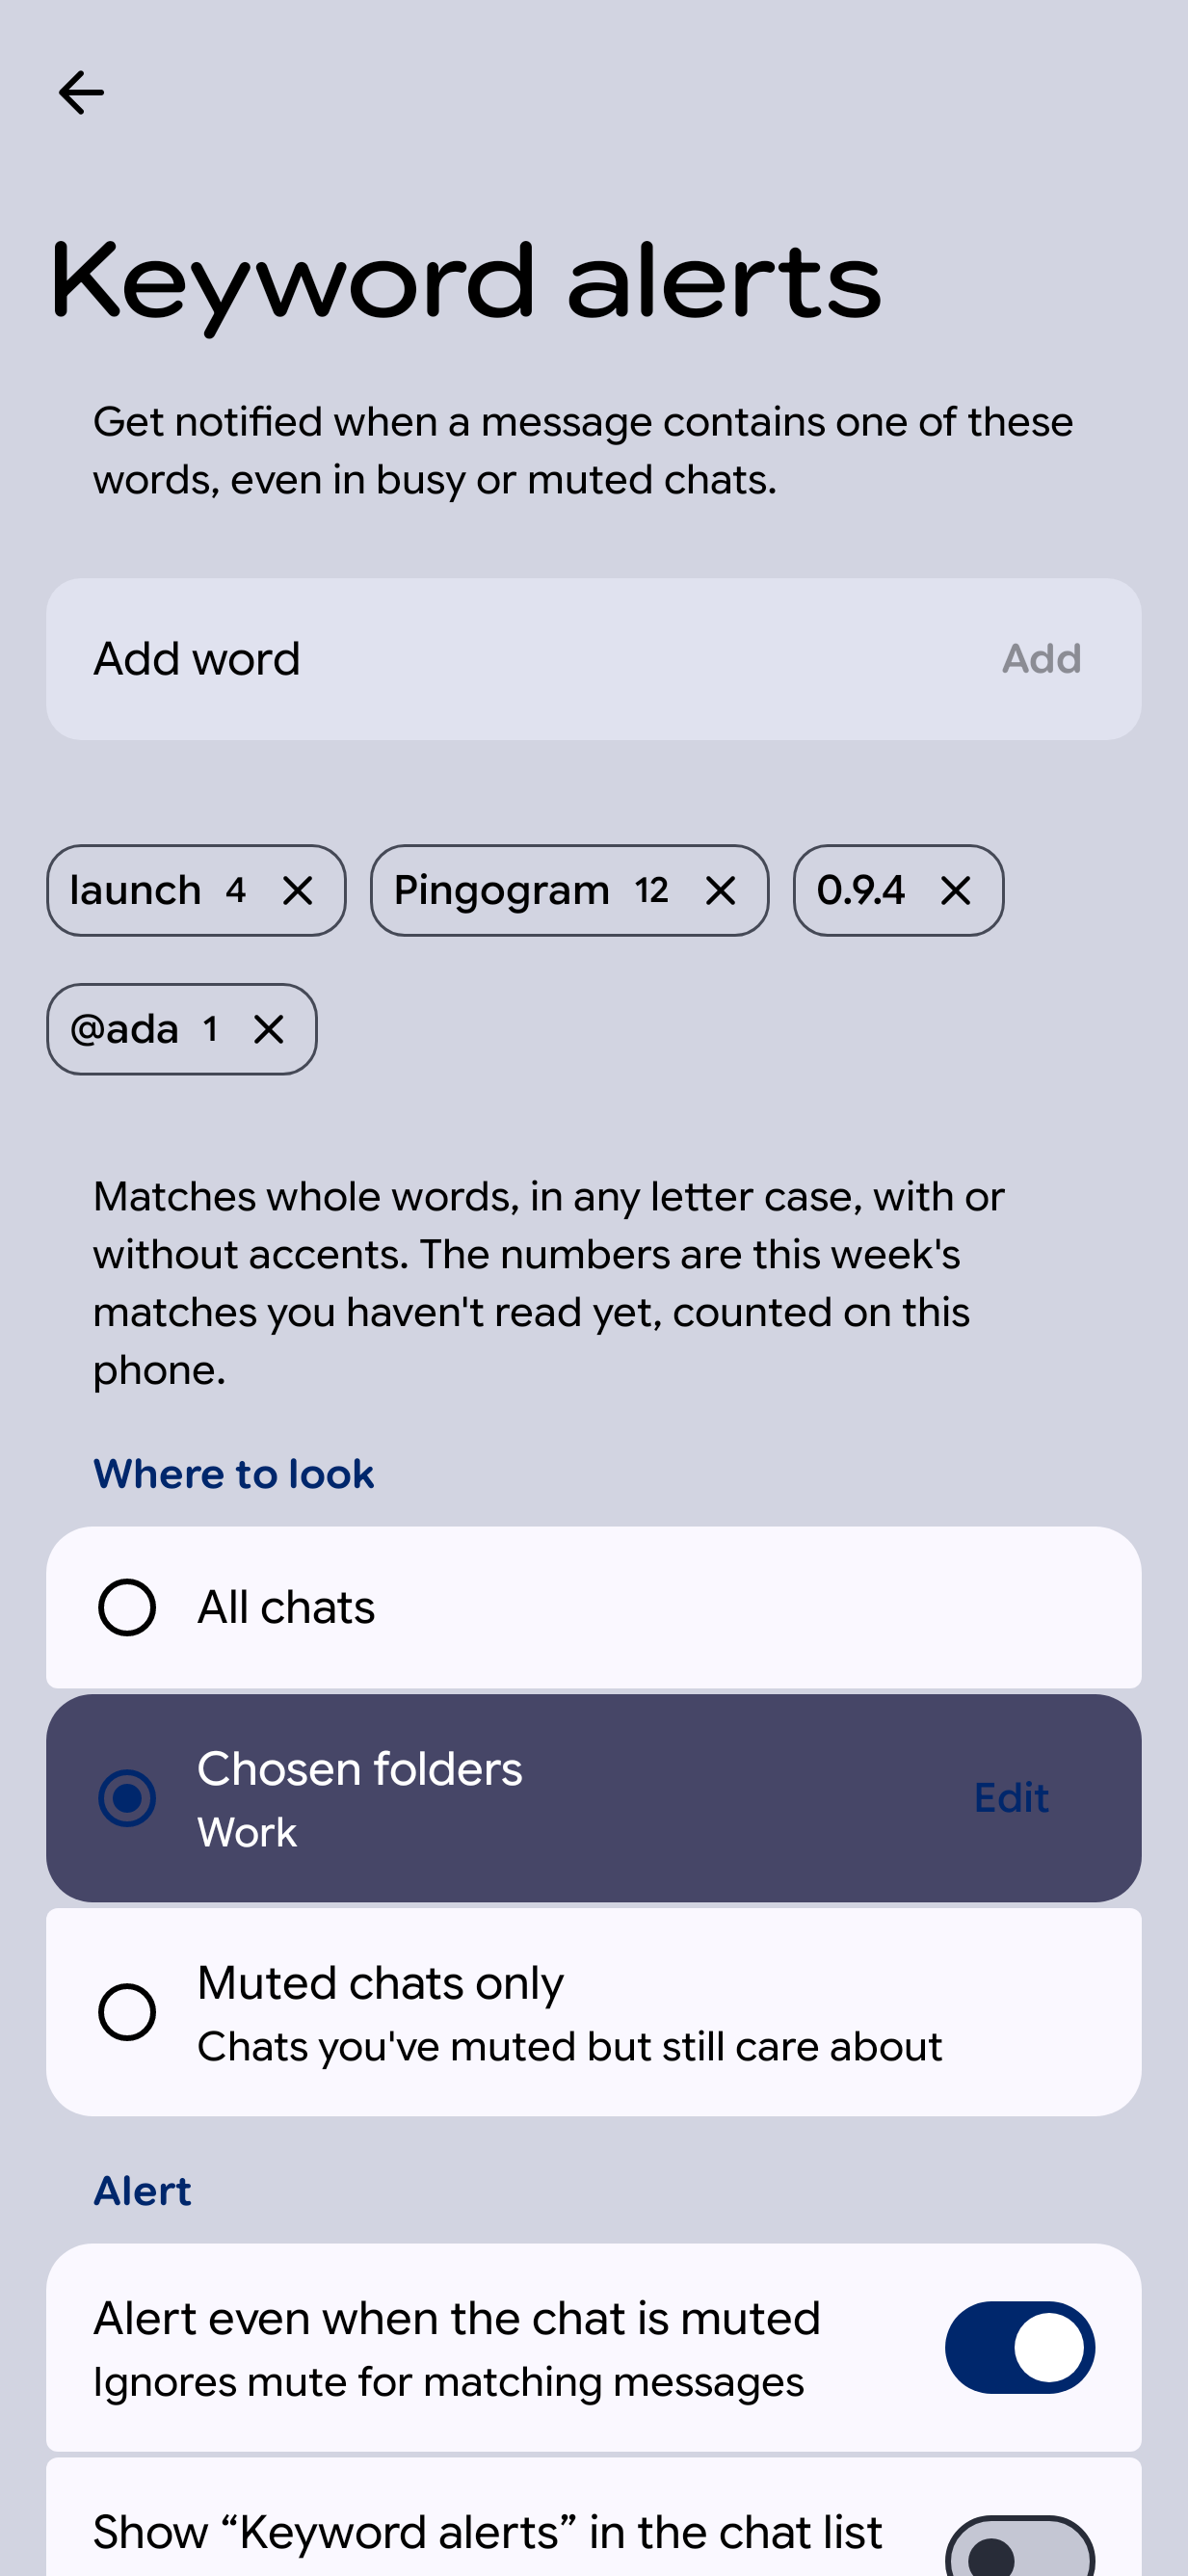 Keyword alerts
Get notified when a message contains one of these
words, even in busy or muted chats.
Add word Add
launch 4 Pingogram 12 0.9.4
@ada 1
Matches whole words, in any letter case, with or
without accents. The numbers are this week's
matches you haven't read yet, counted on this
phone.
Where to look
All chats
Chosen folders
Work
Edit
Muted chats only
Chats you've muted but still care about
Alert
Alert even when the chat is muted
Ignores mute for matching messages
Show “Keyword alerts” in the chat list